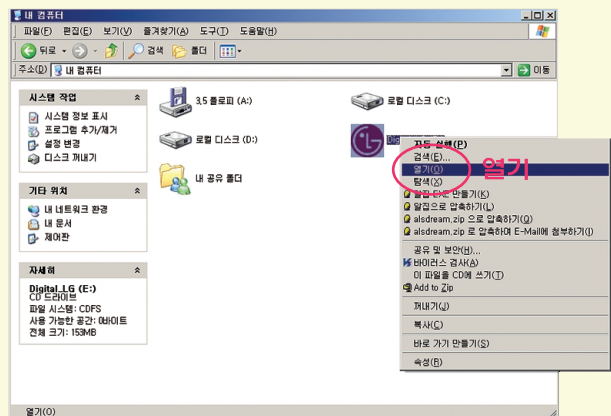 내 컴퓨터
파일(F) 편집(E) 보기(V) 즐겨찾기(A) 도구(T) 도움말(H)
뒤로 검색 폴더
주소(D) 내 컴퓨터 이동
시스템 작업
시스템 정보 표시
프로그램 추가/제거
설정 변경
디스크 꺼내기
기타 위치
내 네트워크 환경
내 문서
제어판
자세히
Digital_LG (E:)
CD 드라이브
파일 시스템: CDFS
사용 가능한 공간: 0바이트
전체 크기: 153MB
3.5 플로피 (A:)
로컬 디스크 (C:)
로컬 디스크 (D:)
내 공유 폴더
자동 실행(P)
검색(E)...
열기(O)
열기
탐색(X)
알집 EXE 만들기(K)
알집으로 압축하기(L)
alsdream.zip 으로 압축하기(Q)
alsdream.zip 로 압축하여 E-Mail에 첨부하기(I)
공유 및 보안(H)...
바이러스 검사(A)
이 파일을 CD에 쓰기(T)
Add to Zip
꺼내기(J)
복사(C)
바로 가기 만들기(S)
속성(R)
열기(O)